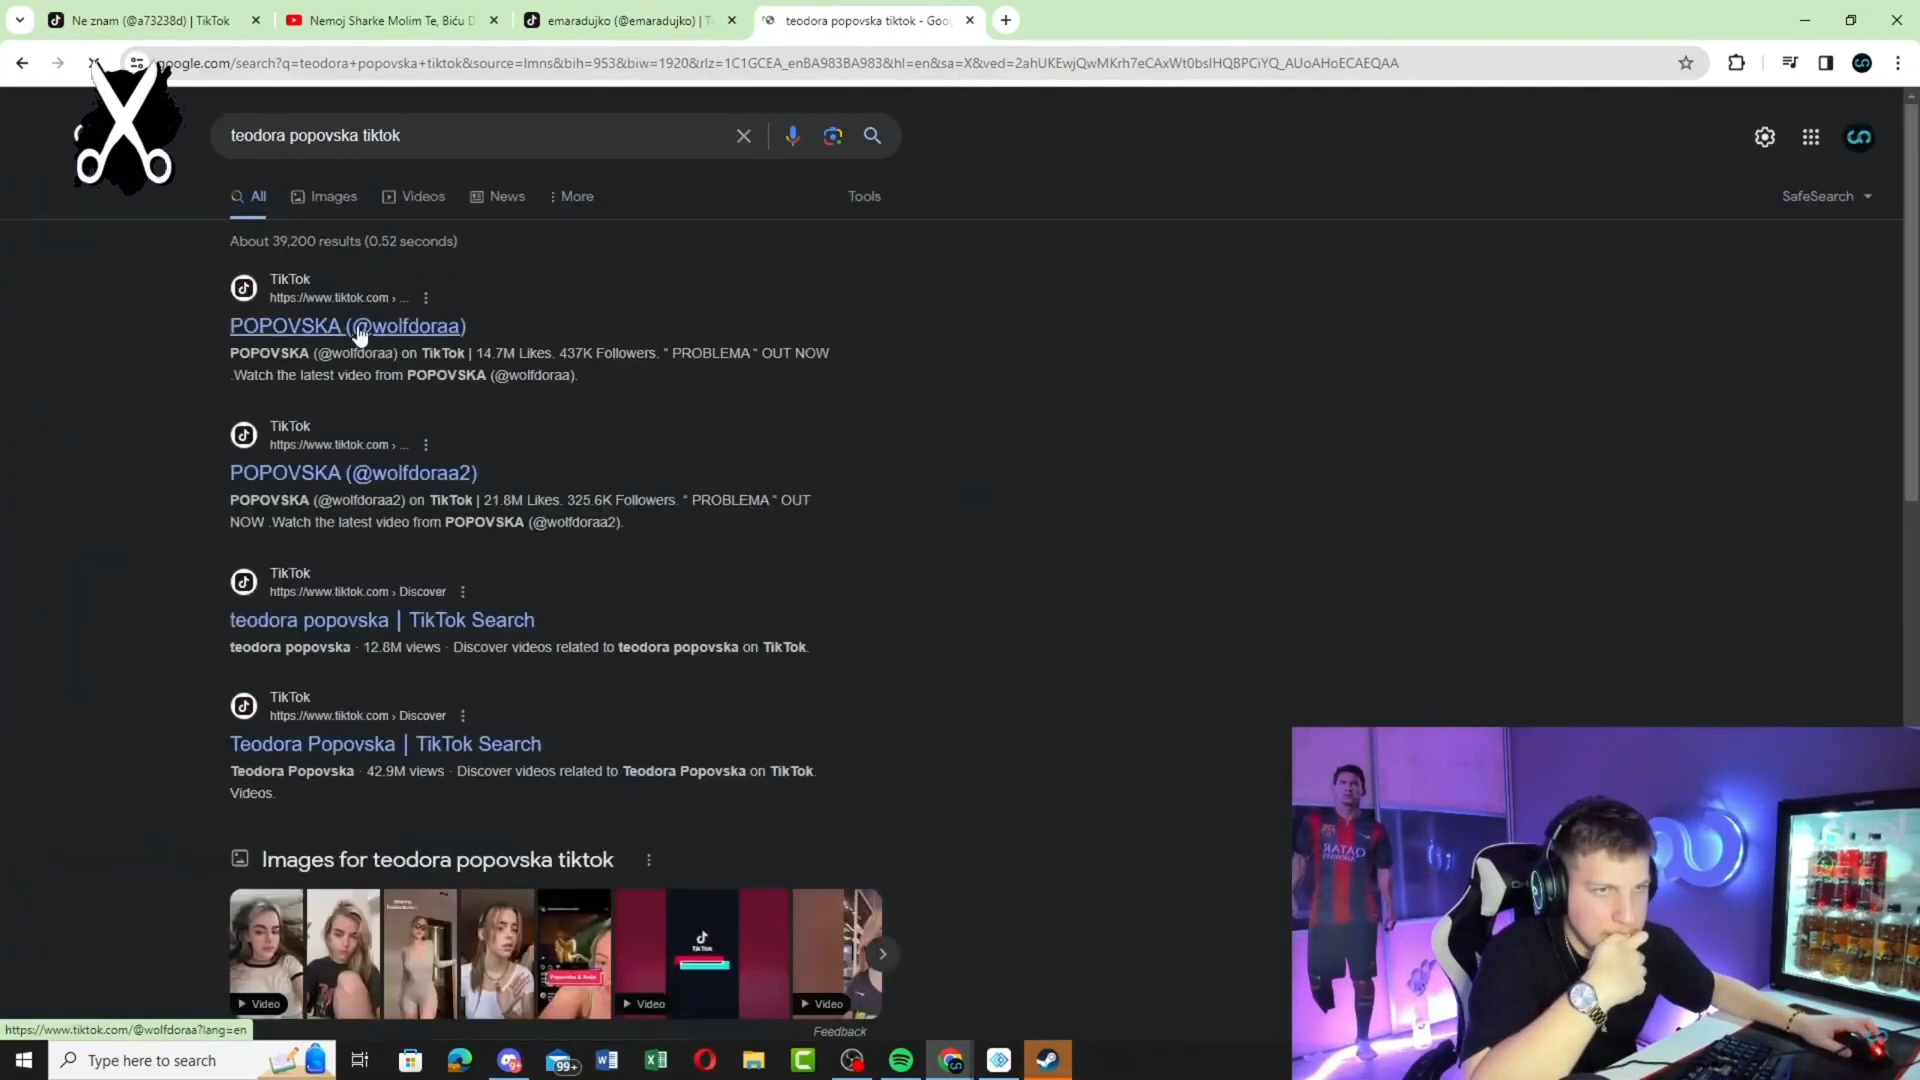 Ne znam (@a73238d) | TikTok
Nemoj Sharke Molim Te, Biću D
emaradujko (@emaradujko) | T
teodora popovska tiktok - Goo
google.com/search?q=teodora+popovska+tiktok&source=lmns&bih=953&biw=1920&rlz=1C1GCEA_enBA983BA983&hl=en&sa=X&ved=2ahUKEwjQwMKrh7eCAxWt0bsIHQBPCiYQ_AUoAHoECAEQAA
teodora popovska tiktok
All
Images
Videos
News
More
Tools
SafeSearch
About 39,200 results (0.52 seconds)
TikTok
https://www.tiktok.com › ...
POPOVSKA (@wolfdoraa)
POPOVSKA (@wolfdoraa) on TikTok | 14.7M Likes. 437K Followers. " PROBLEMA " OUT NOW
.Watch the latest video from POPOVSKA (@wolfdoraa).
TikTok
https://www.tiktok.com › ...
POPOVSKA (@wolfdoraa2)
POPOVSKA (@wolfdoraa2) on TikTok | 21.8M Likes. 325.6K Followers. " PROBLEMA " OUT
NOW .Watch the latest video from POPOVSKA (@wolfdoraa2).
TikTok
https://www.tiktok.com › Discover
teodora popovska | TikTok Search
teodora popovska · 12.8M views · Discover videos related to teodora popovska on TikTok.
TikTok
https://www.tiktok.com › Discover
Teodora Popovska | TikTok Search
Teodora Popovska · 42.9M views · Discover videos related to Teodora Popovska on TikTok.
Videos.
Images for teodora popovska tiktok
TikTok
Video
Video
Video
Feedback
https://www.tiktok.com/@wolfdoraa?lang=en
Type here to search
99+
QATAR
AIRWAYS